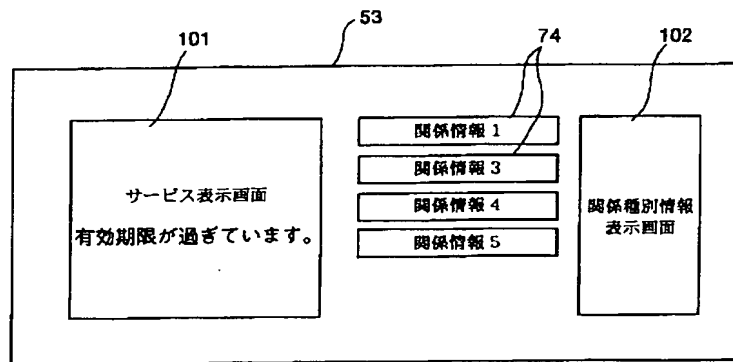 53
101
74
102
サービス表示画面
有効期限が過ぎています。
関係情報 1
関係情報 3
関係情報 4
関係情報 5
関係種別情報
表示画面